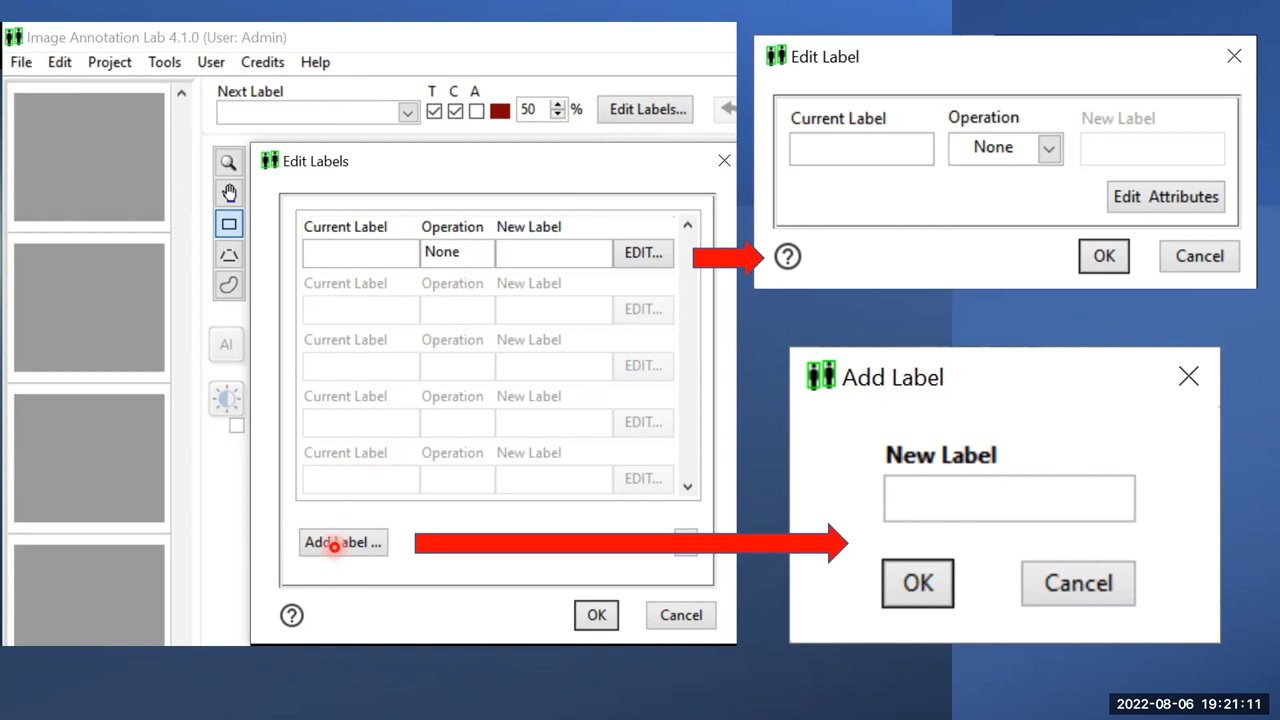 Image Annotation Lab 4.1.0 (User: Admin)
File Edit Project Tools User Credits Help
Next Label T C A
50 % Edit Labels...
Edit Labels
Current Label Operation New Label
None EDIT...
Current Label Operation New Label
EDIT...
Current Label Operation New Label
EDIT...
Current Label Operation New Label
EDIT...
Current Label Operation New Label
EDIT...
AI
Add Label ...
? OK Cancel
Edit Label
Current Label Operation New Label
None
Edit Attributes
? OK Cancel
Add Label
New Label
OK Cancel
2022-08-06 19:21:11